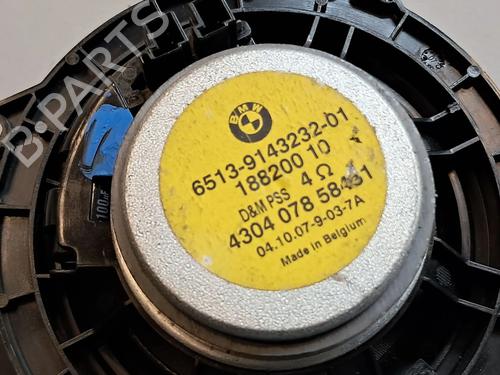 B-PARTS
BMW
6513-9143232-01
188200 10
D&M PSS 4 Ω
4304 078 58431
04.10.07-9-03-7A
Made in Belgium